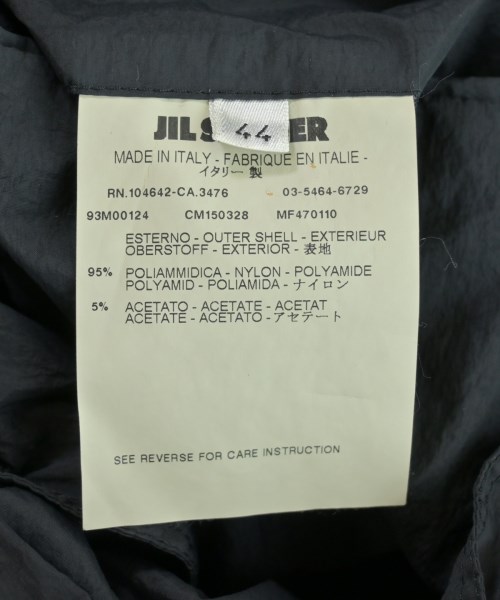 JIL S ER
44
MADE IN ITALY - FABRIQUE EN ITALIE -
イタリー 製
RN.104642-CA.3476 03-5464-6729
93M00124 CM150328 MF470110
ESTERNO - OUTER SHELL - EXTERIEUR
OBERSTOFF - EXTERIOR - 表地
95% POLIAMMIDICA - NYLON - POLYAMIDE
POLYAMID - POLIAMIDA - ナイロン
5% ACETATO - ACETATE - ACETAT
ACETATE - ACETATO - アセテート
SEE REVERSE FOR CARE INSTRUCTION